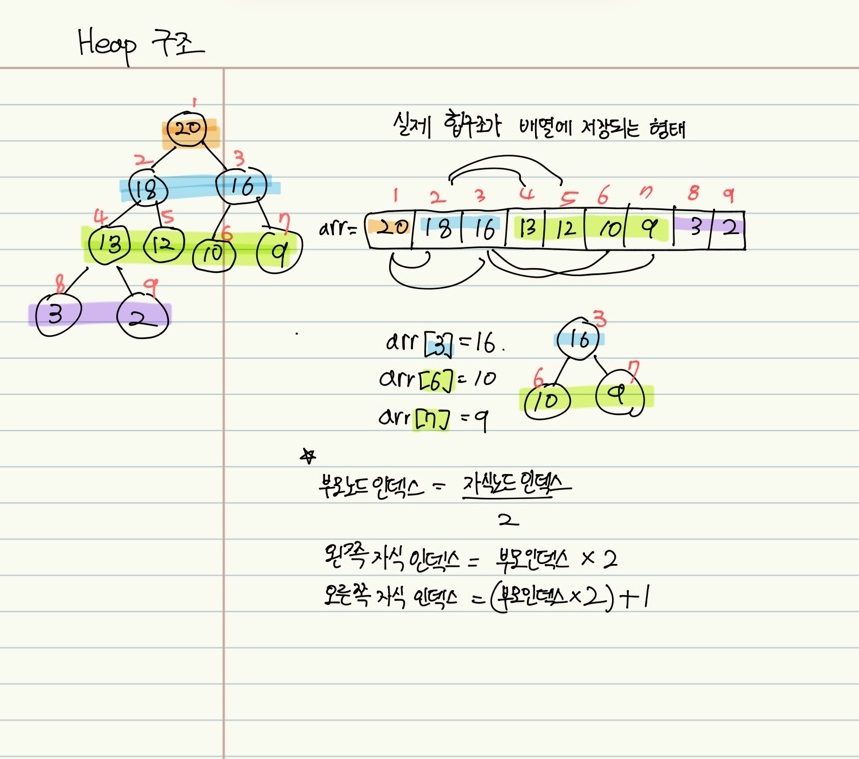 Heap 구조
1
20
2 3
18 16
4 5 6 7
13 12 10 9
8 9
3 2
실제 힙구조가 배열에 저장되는 형태
1 2 3 4 5 6 7 8 9
arr= 20 18 16 13 12 10 9 3 2
arr[3] = 16.
arr[6] = 10
arr[7] = 9
3
16
6 7
10 9
☆
부모노드 인덱스 = 자식노드 인덱스
2
왼쪽 자식 인덱스 = 부모인덱스 × 2
오른쪽 자식 인덱스 = (부모인덱스×2)+1